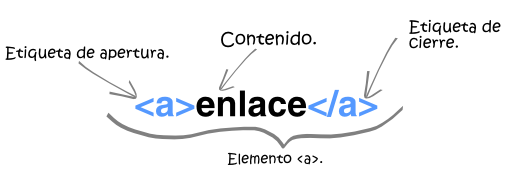 Etiqueta de apertura.
Contenido.
Etiqueta de
cierre.
<a>enlace</a>
Elemento <a>.